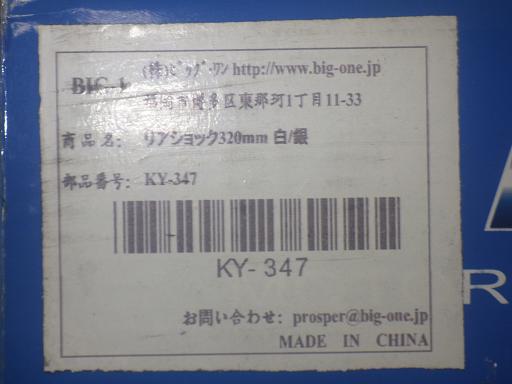 BIG-1 (株)ﾋﾞｯｸﾞ･ﾜﾝ http://www.big-one.jp
福岡市博多区東那珂1丁目11-33
商品名: リアショック320mm 白/銀
部品番号: KY-347
KY-347
お問い合わせ: prosper@big-one.jp
MADE IN CHINA
R